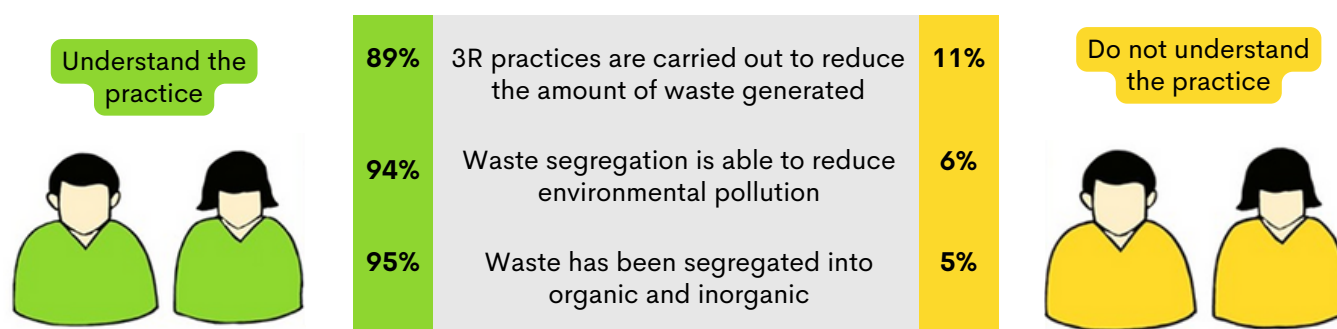 Understand the
practice
89%
3R practices are carried out to reduce
the amount of waste generated
11%
Do not understand
the practice
94%
Waste segregation is able to reduce
environmental pollution
6%
95%
Waste has been segregated into
organic and inorganic
5%